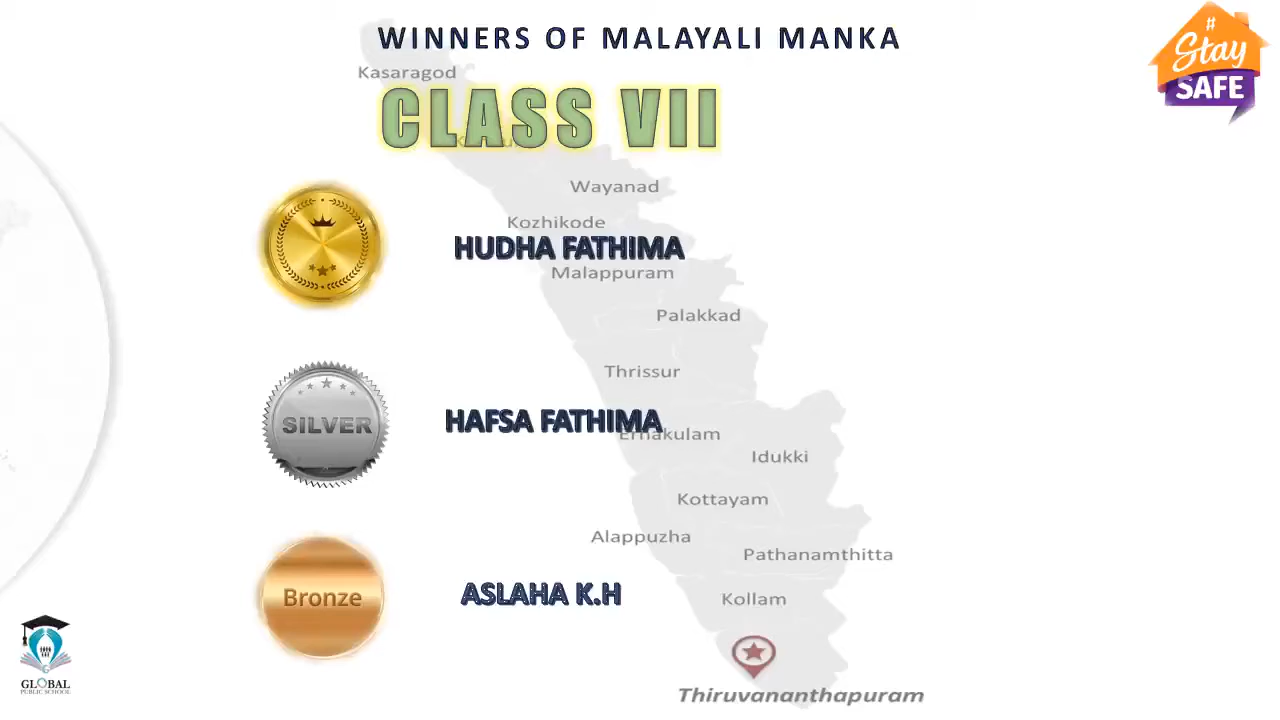 WINNERS OF MALAYALI MANKA
# Stay
SAFE
Kasaragod
CLASS VII
Wayanad
Kozhikode
HUDHA FATHIMA
Malappuram
Palakkad
Thrissur
SILVER
HAFSA FATHIMA
Ernakulam
Idukki
Kottayam
Alappuzha
Pathanamthitta
Bronze
ASLAHA K.H
Kollam
GLOBAL
PUBLIC SCHOOL
Thiruvananthapuram